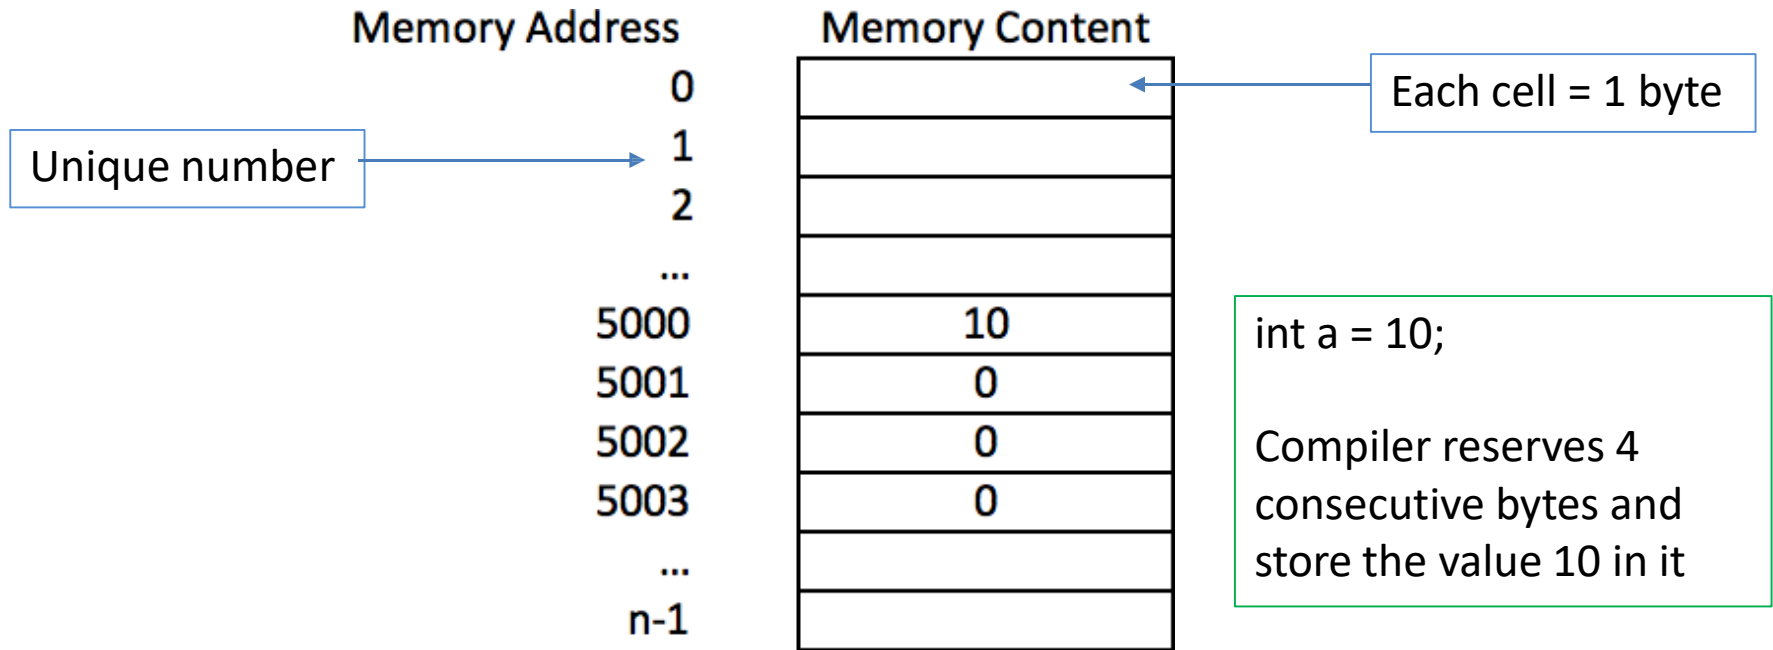 Memory Address Memory Content
0
Each cell = 1 byte
1
Unique number
2
...
5000 10
int a = 10;
5001 0
5002 0
Compiler reserves 4
5003 0
consecutive bytes and
...
store the value 10 in it
n-1